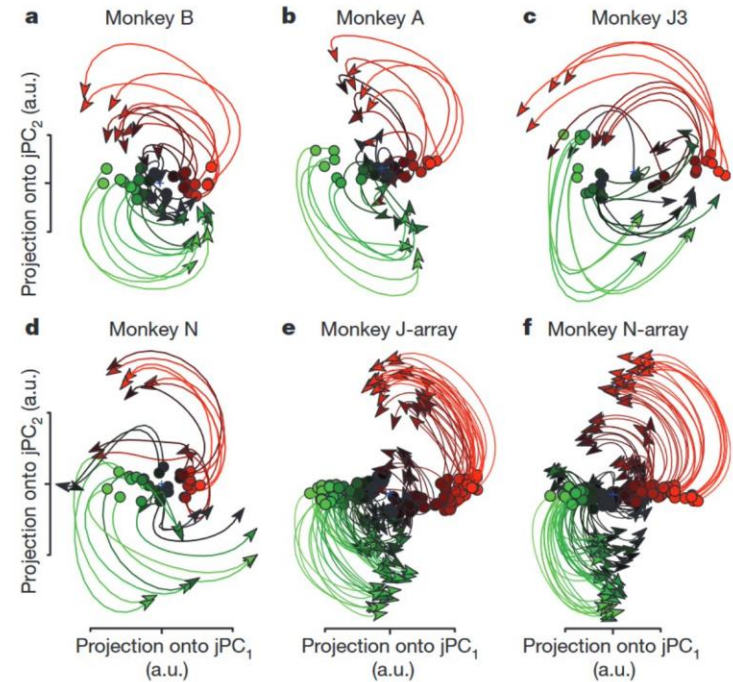 a Monkey B
b Monkey A
c Monkey J3
Projection onto jPC2 (a.u.)
d Monkey N
e Monkey J-array
f Monkey N-array
Projection onto jPC2 (a.u.)
Projection onto jPC1
(a.u.)
Projection onto jPC1
(a.u.)
Projection onto jPC1
(a.u.)